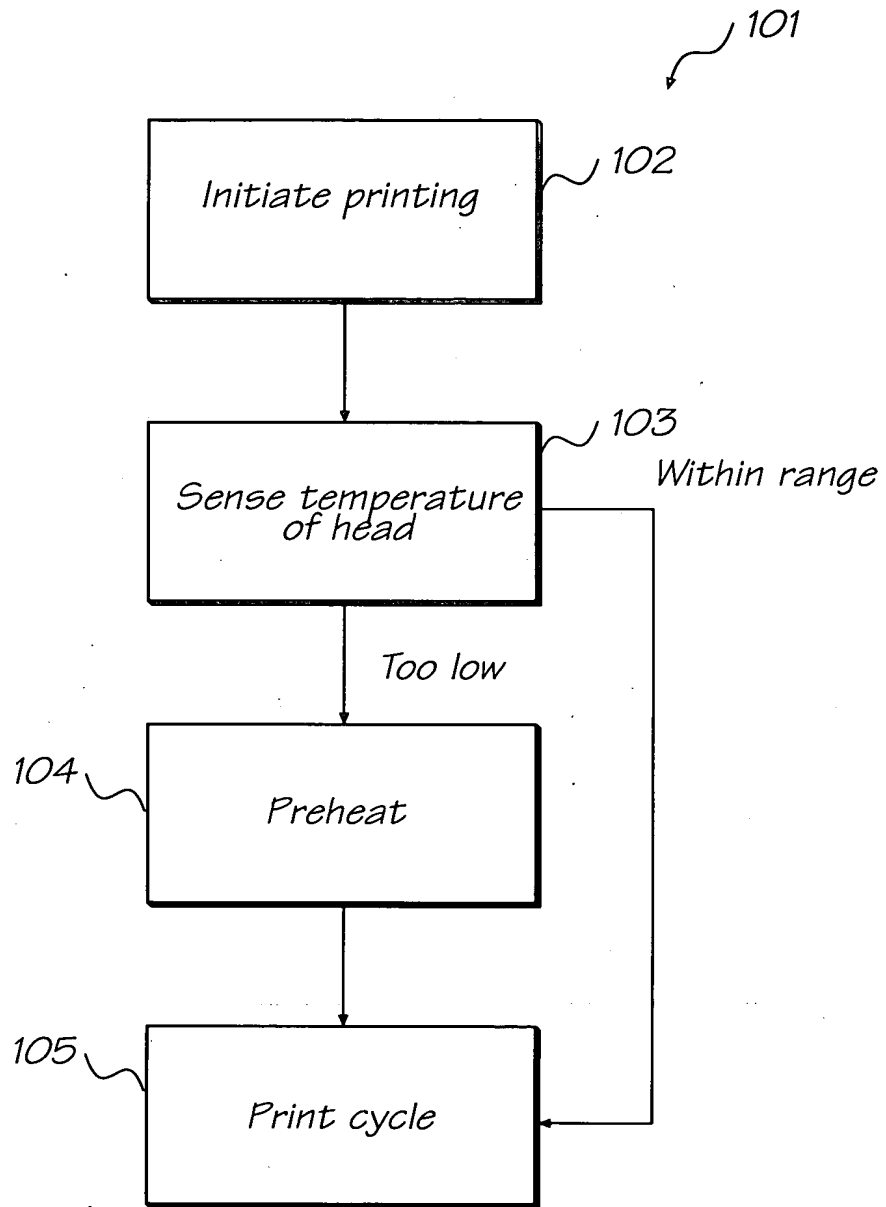 101
Initiate printing
102
103
Sense temperature
of head
Within range
Too low
104
Preheat
105
Print cycle